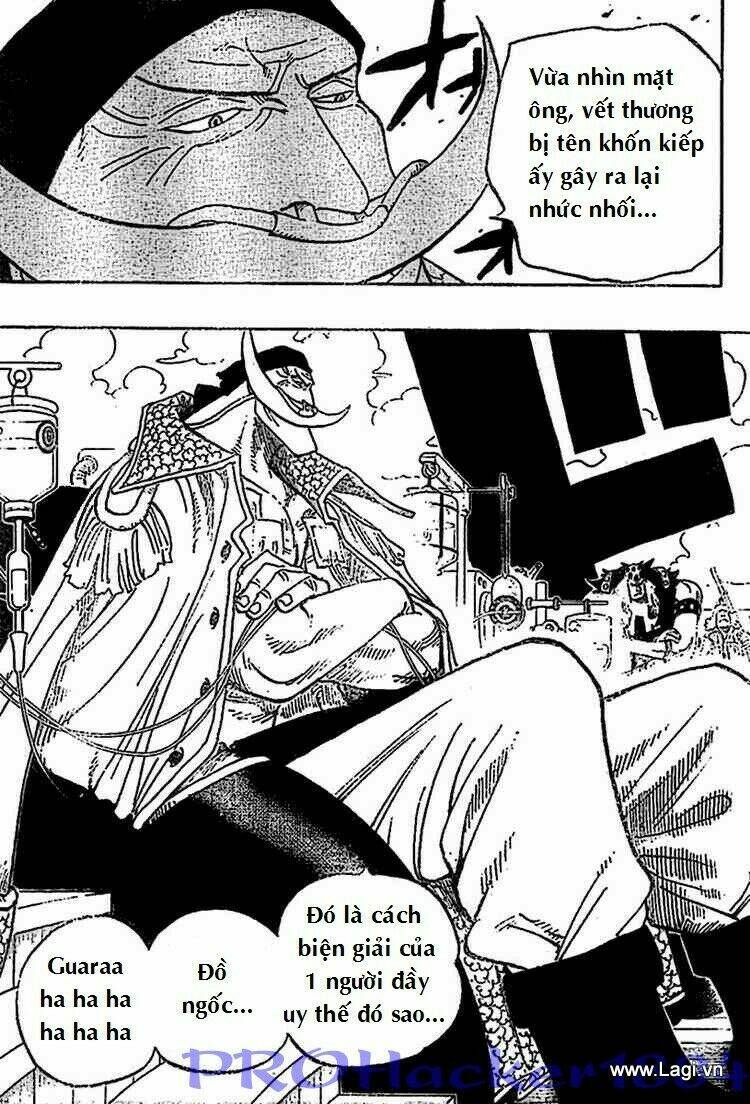 Vừa nhìn mặt
ông, vết thương
bị tên khốn kiếp
ấy gây ra lại
nhức nhối...
Đó là cách
biện giải của
1 người đầy
uy thế đó sao...
Đồ
ngốc...
Guaraa
ha ha ha
ha ha ha
PROHacker1894
www.Lagi.vn